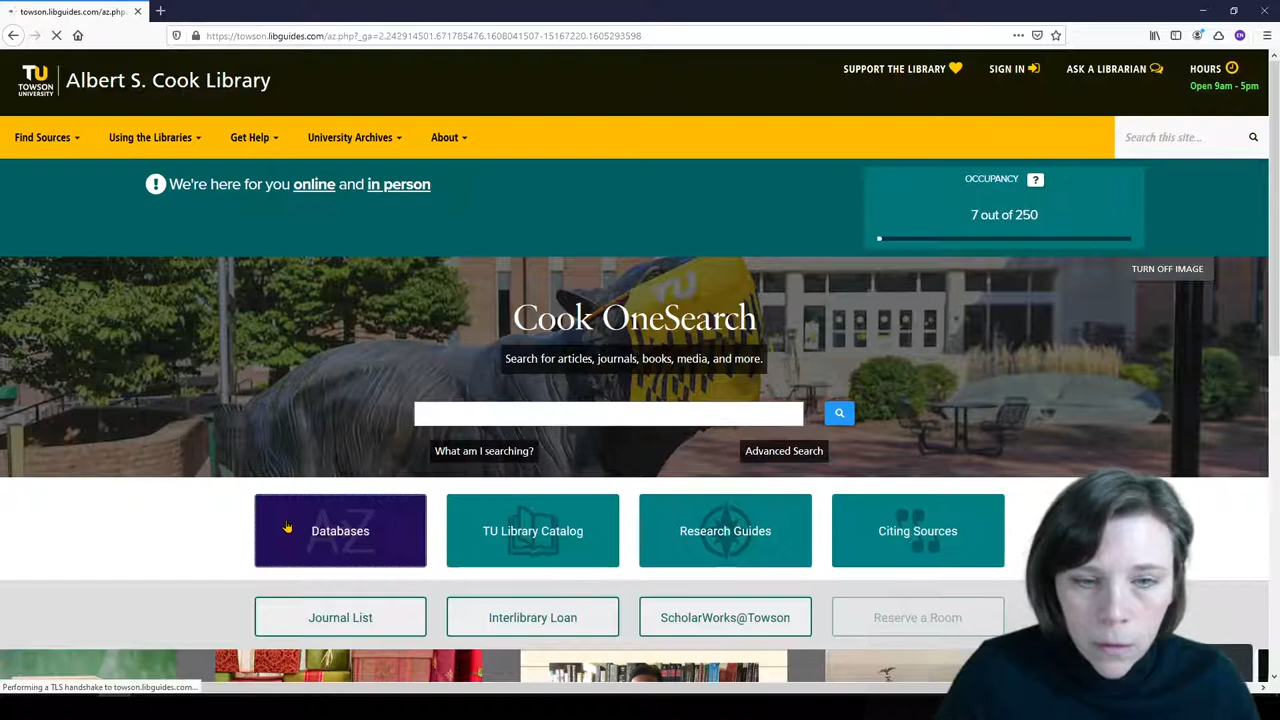 towson.libguides.com/az.php
https://towson.libguides.com/az.php?_ga=2.242914501.671785476.1608041507-15167220.1605293598
TU
TOWSON
UNIVERSITY
Albert S. Cook Library
SUPPORT THE LIBRARY
SIGN IN
ASK A LIBRARIAN
HOURS
Open 9am - 5pm
Find Sources
Using the Libraries
Get Help
University Archives
About
Search this site...
! We're here for you online and in person
OCCUPANCY ?
7 out of 250
TURN OFF IMAGE
TU
Cook OneSearch
Search for articles, journals, books, media, and more.
What am I searching?
Advanced Search
AZ
Databases
TU Library Catalog
Research Guides
Citing Sources
Journal List
Interlibrary Loan
ScholarWorks@Towson
Reserve a Room
Performing a TLS handshake to towson.libguides.com...